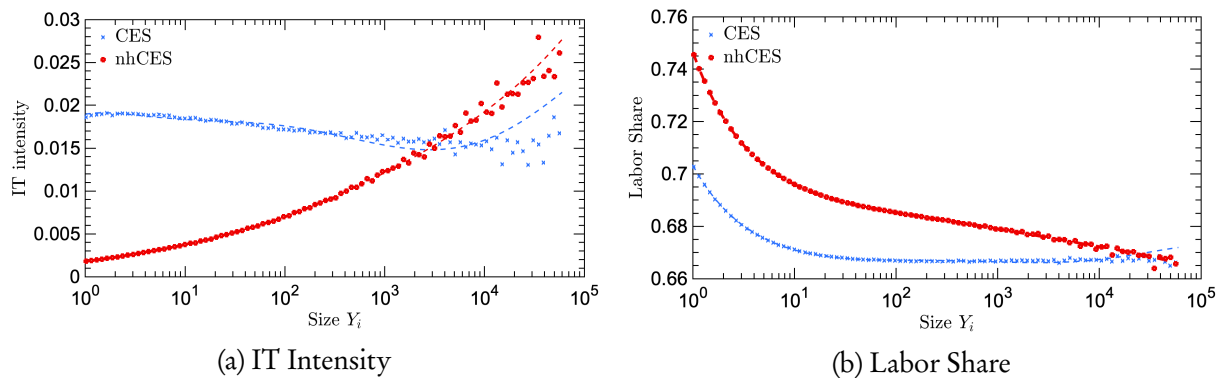 CES
nhCES
IT intensity
0.03
0.025
0.02
0.015
0.01
0.005
0
10^0
10^1
10^2
10^3
10^4
10^5
Size Y_i
(a) IT Intensity
CES
nhCES
Labor Share
0.76
0.74
0.72
0.7
0.68
0.66
10^0
10^1
10^2
10^3
10^4
10^5
Size Y_i
(b) Labor Share